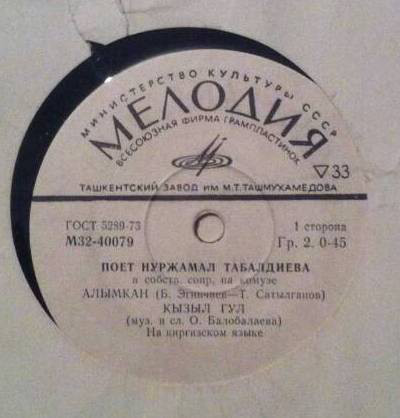 МИНИСТЕРСТВО КУЛЬТУРЫ СССР
МЕЛОДИЯ
ВСЕСОЮЗНАЯ ФИРМА ГРАМПЛАСТИНОК
33
ТАШКЕНТСКИЙ ЗАВОД им М.Т.ТАШМУХАМЕДОВА
ГОСТ 5289-73
1 сторона
М32-40079
Гр. 2. 0-45
ПОЕТ НУРЖАМАЛ ТАБАЛДИЕВА
в собств. сопр. на комузе
АЛЫМКАН (Б. Эгинчиев—Т. Сатылганов)
КЫЗЫЛ ГУЛ
(муз. и сл. О. Балобалаева)
На киргизском языке